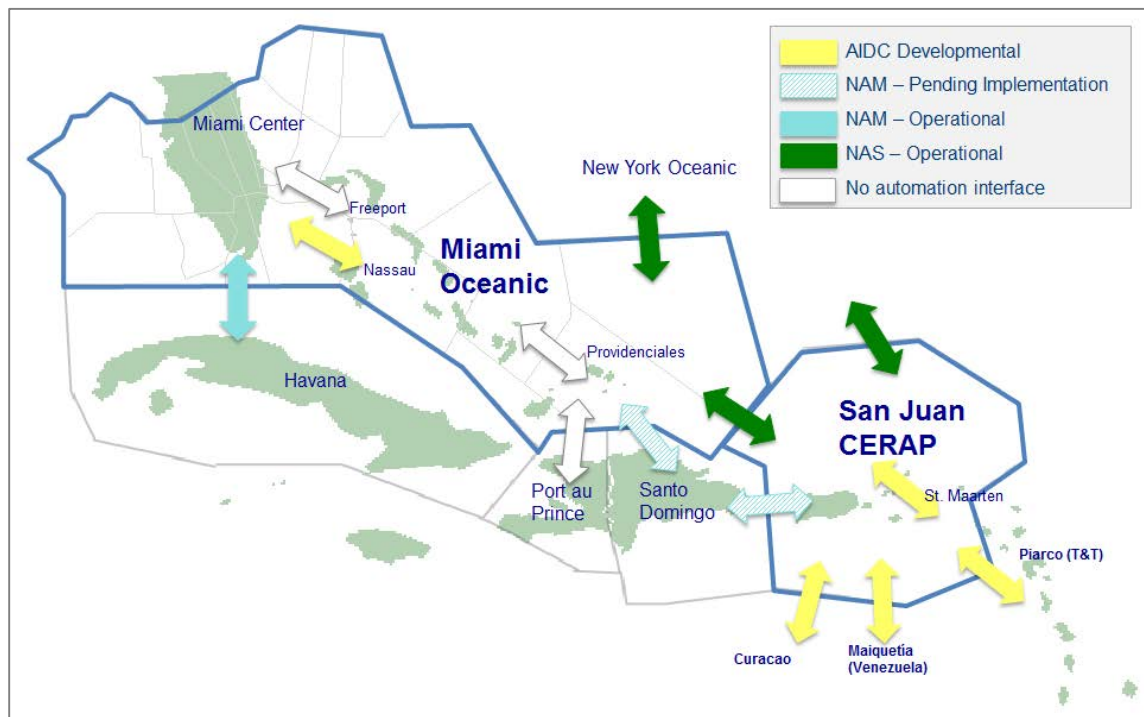 AIDC Developmental
NAM – Pending Implementation
NAM – Operational
NAS – Operational
No automation interface
Miami Center
New York Oceanic
Freeport
Miami
Oceanic
Nassau
Providenciales
Havana
San Juan
CERAP
Port au
Prince
Santo
Domingo
St. Maarten
Piarco (T&T)
Curacao
Maiquetía
(Venezuela)